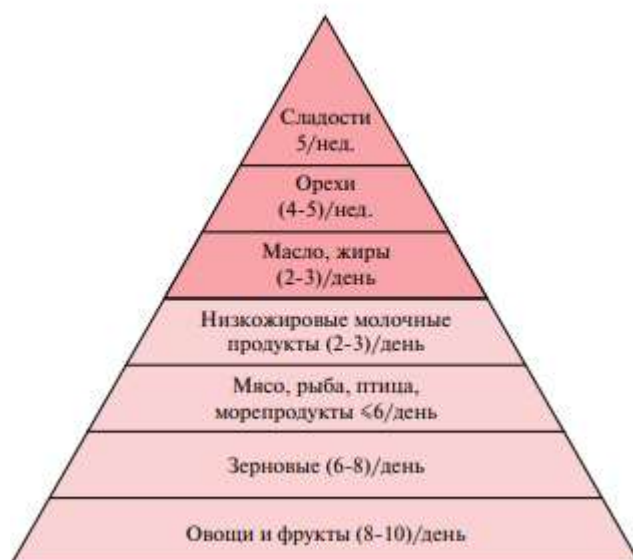 Сладости
5/нед.
Орехи
(4-5)/нед.
Масло, жиры
(2-3)/день
Низкожировые молочные
продукты (2-3)/день
Мясо, рыба, птица,
морепродукты ⩽6/день
Зерновые (6-8)/день
Овощи и фрукты (8-10)/день